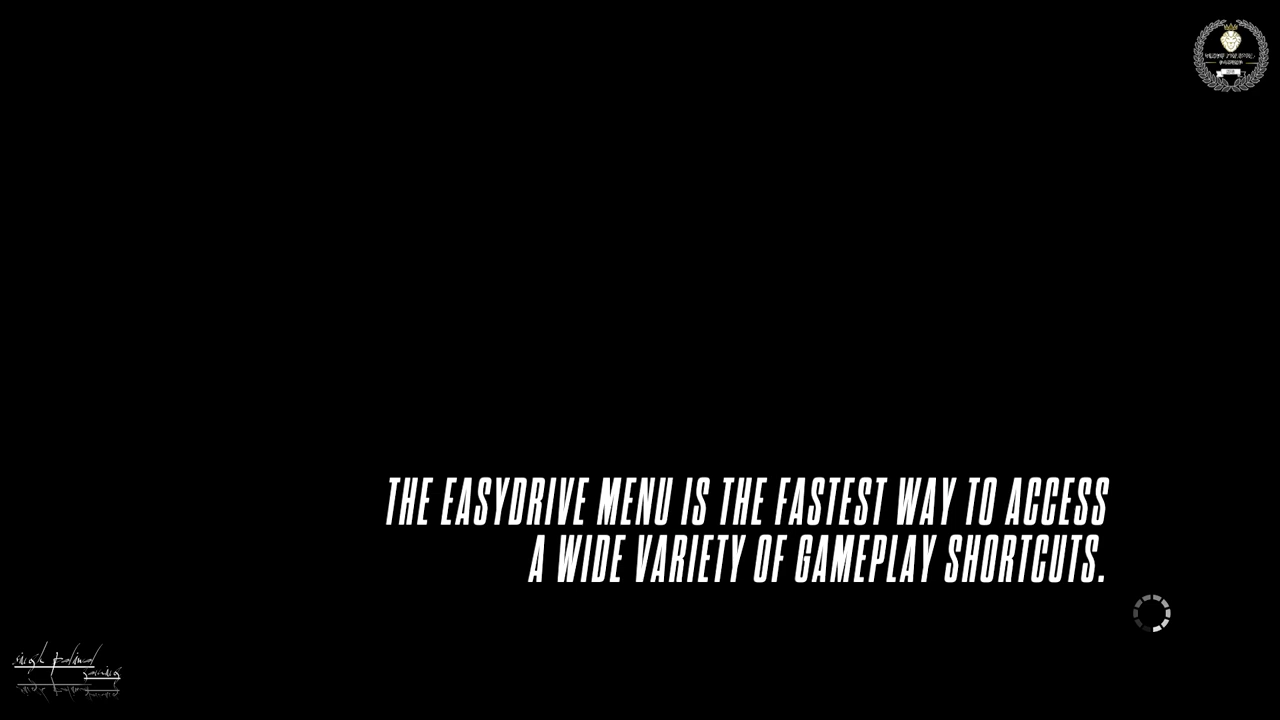 THE EASYDRIVE MENU IS THE FASTEST WAY TO ACCESS
A WIDE VARIETY OF GAMEPLAY SHORTCUTS.